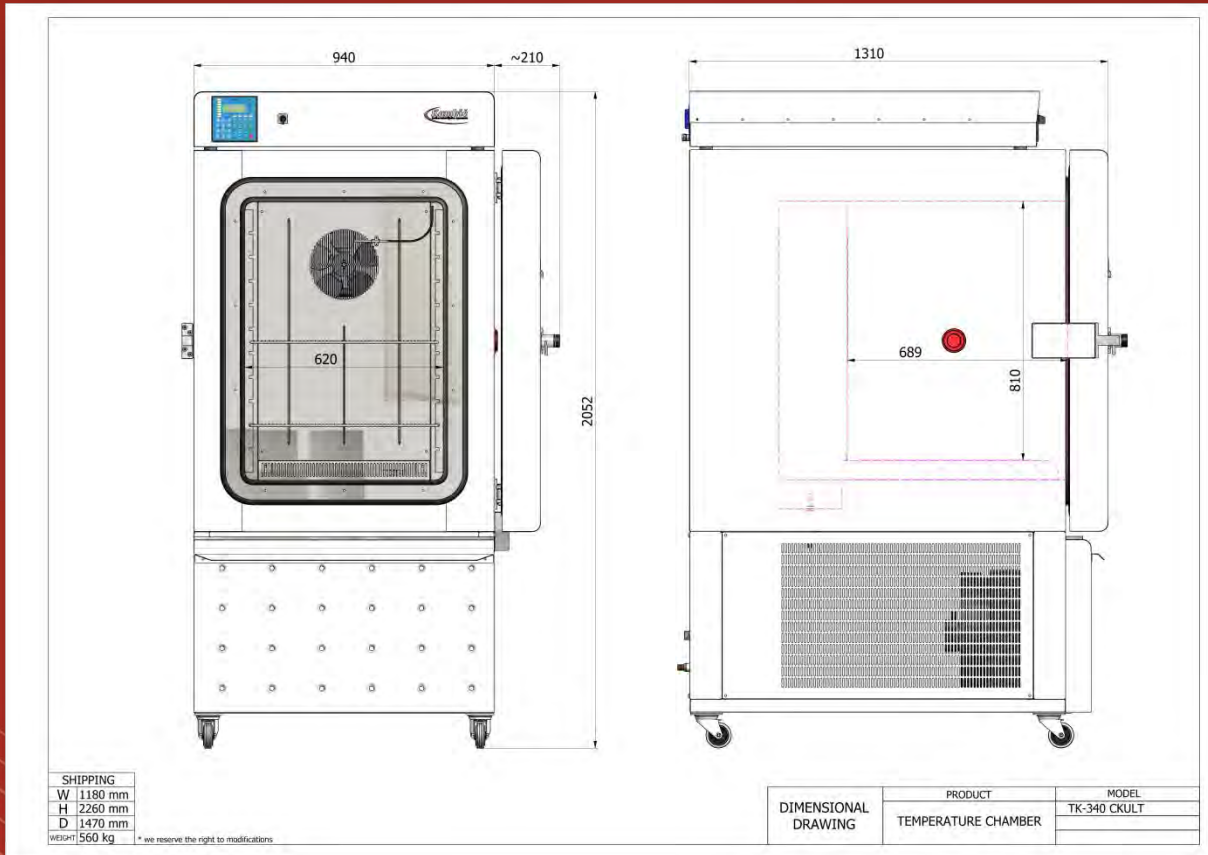 940
~210
1310
620
2052
689
810
SHIPPING
W 1180 mm
H 2260 mm
D 1470 mm
WEIGHT 560 kg
* we reserve the right to modifications
DIMENSIONAL
DRAWING
PRODUCT
TEMPERATURE CHAMBER
MODEL
TK-340 CKULT